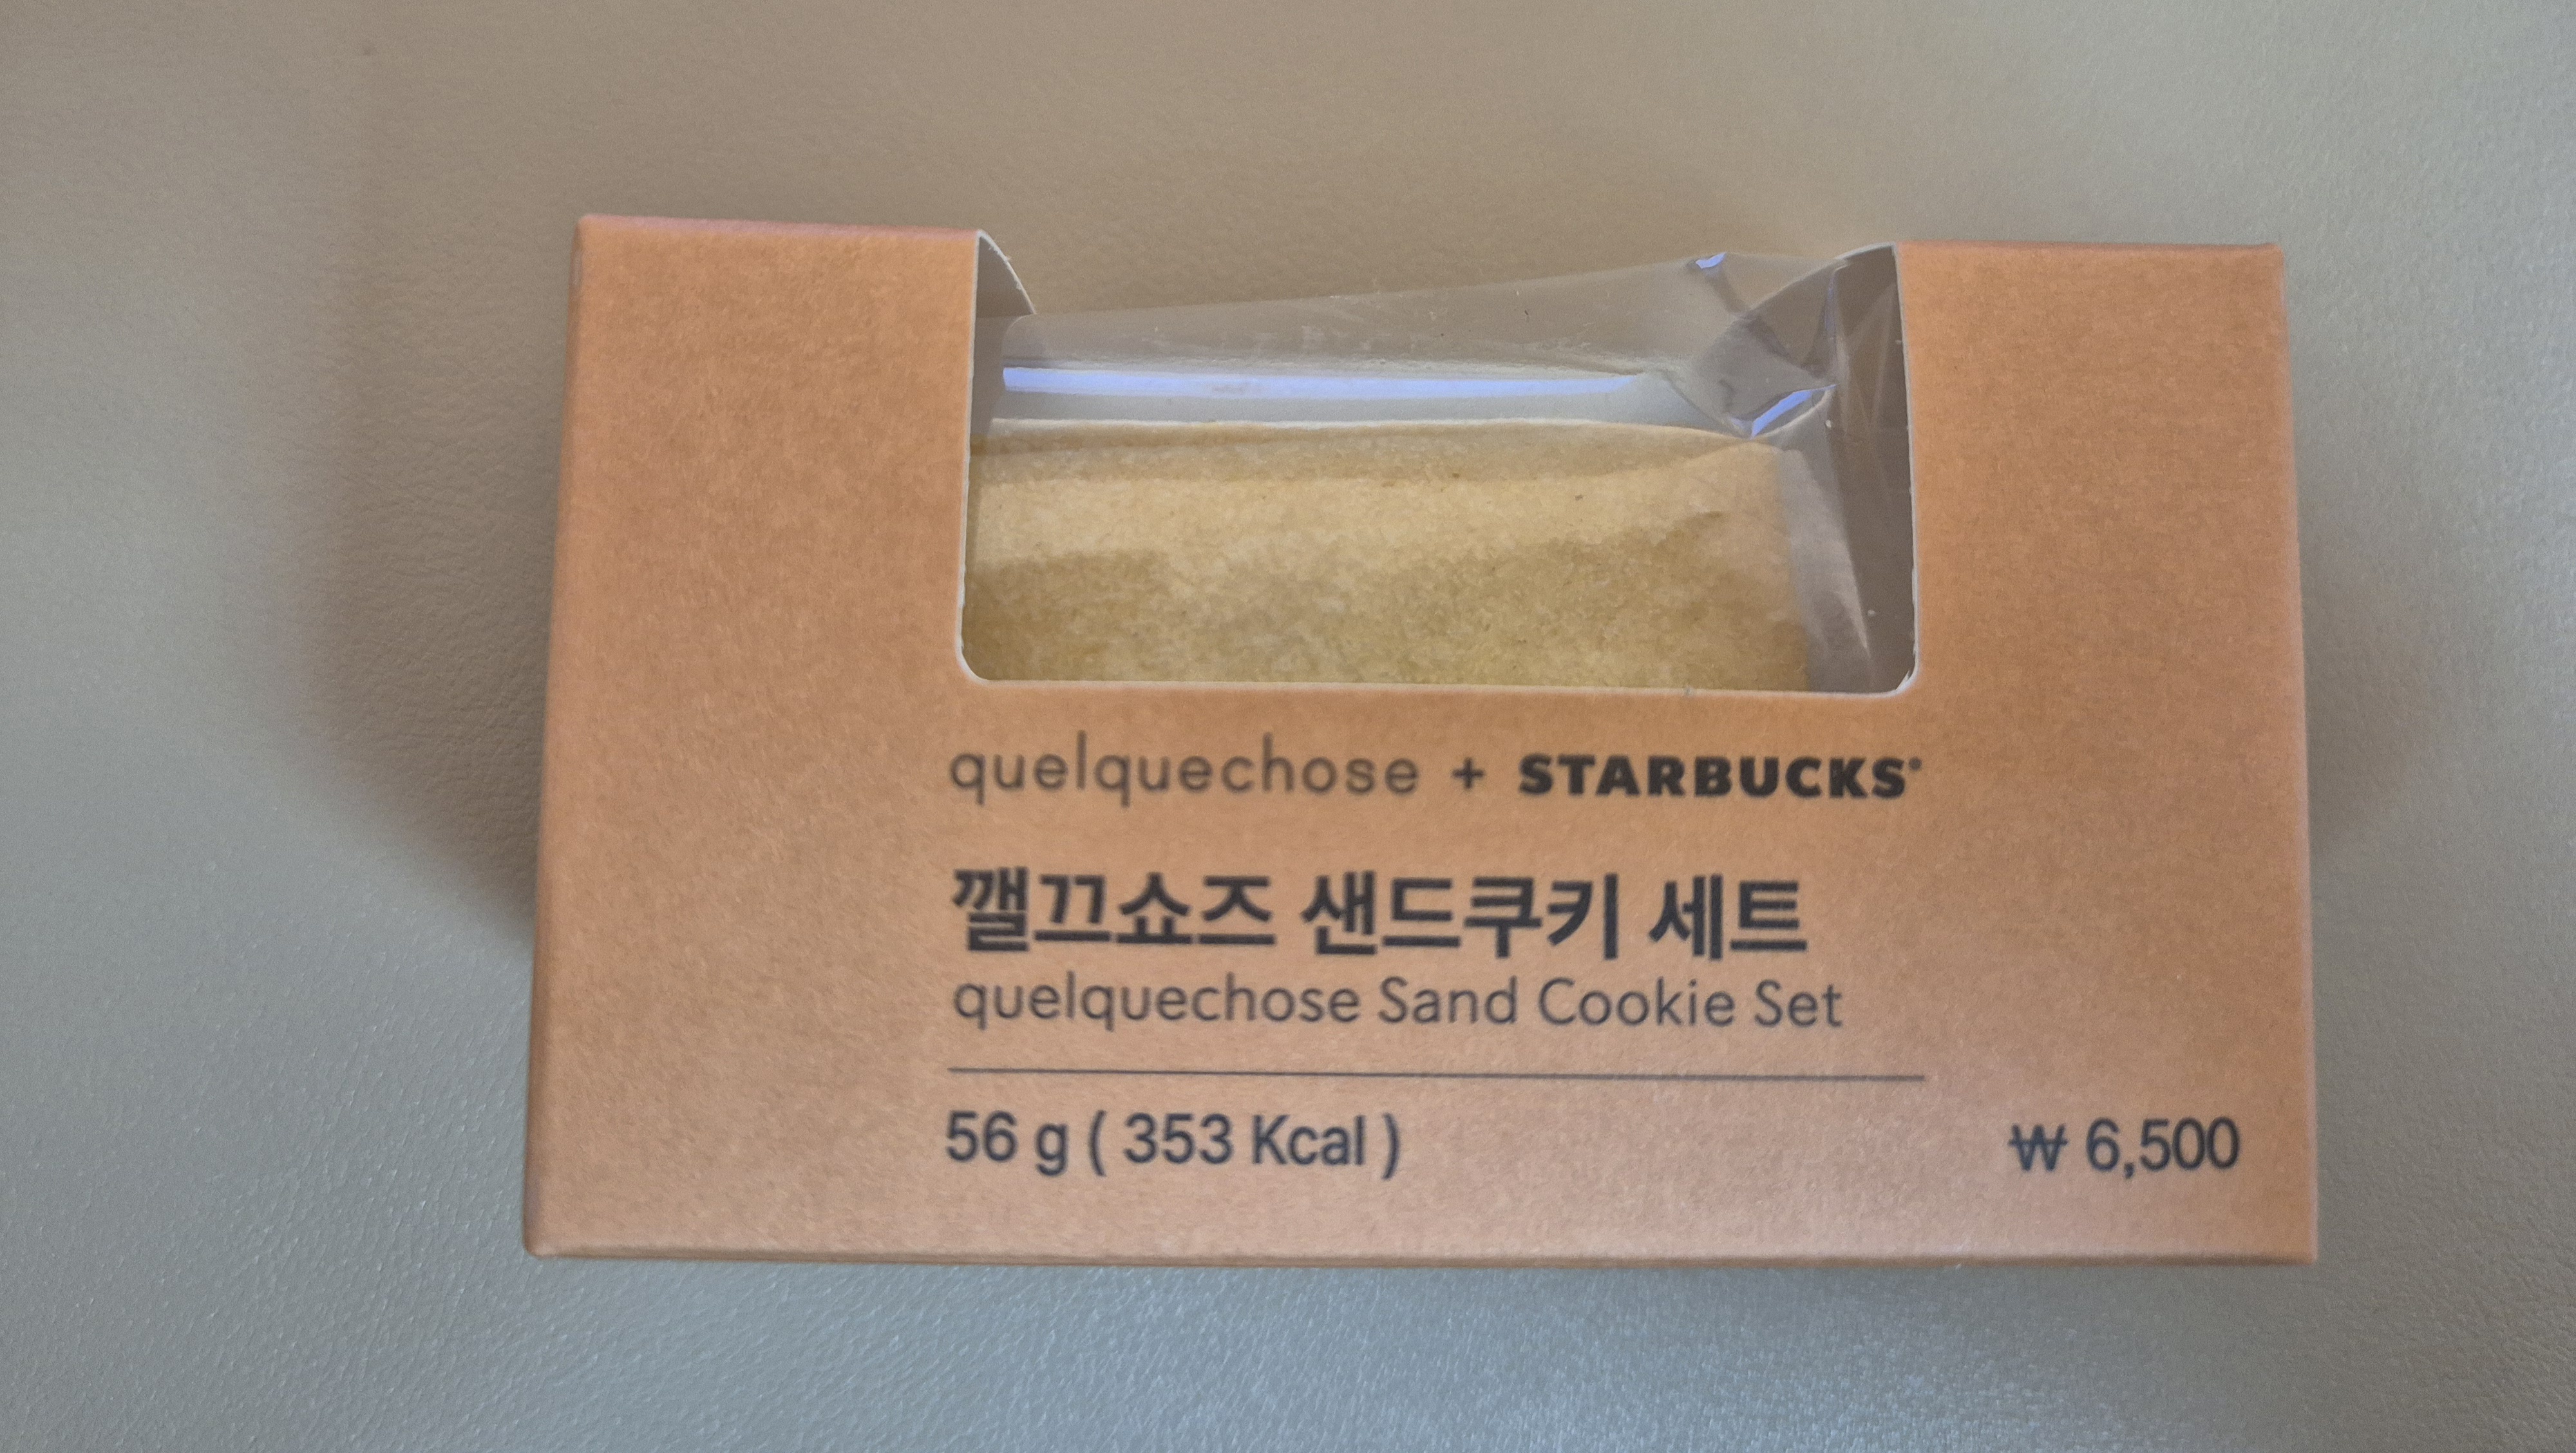 quelquechose + STARBUCKS®
깰끄쇼즈 샌드쿠키 세트
quelquechose Sand Cookie Set
56 g ( 353 Kcal )
₩ 6,500